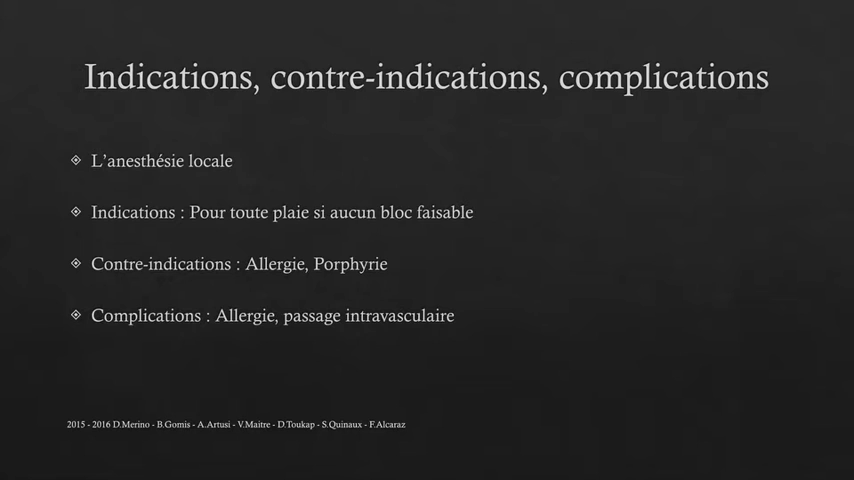 Indications, contre-indications, complications
L’anesthésie locale
Indications : Pour toute plaie si aucun bloc faisable
Contre-indications : Allergie, Porphyrie
Complications : Allergie, passage intravasculaire
2015 - 2016 D.Merino - B.Gomis - A.Artusi - V.Maitre - D.Toukap - S.Quinaux - F.Alcaraz